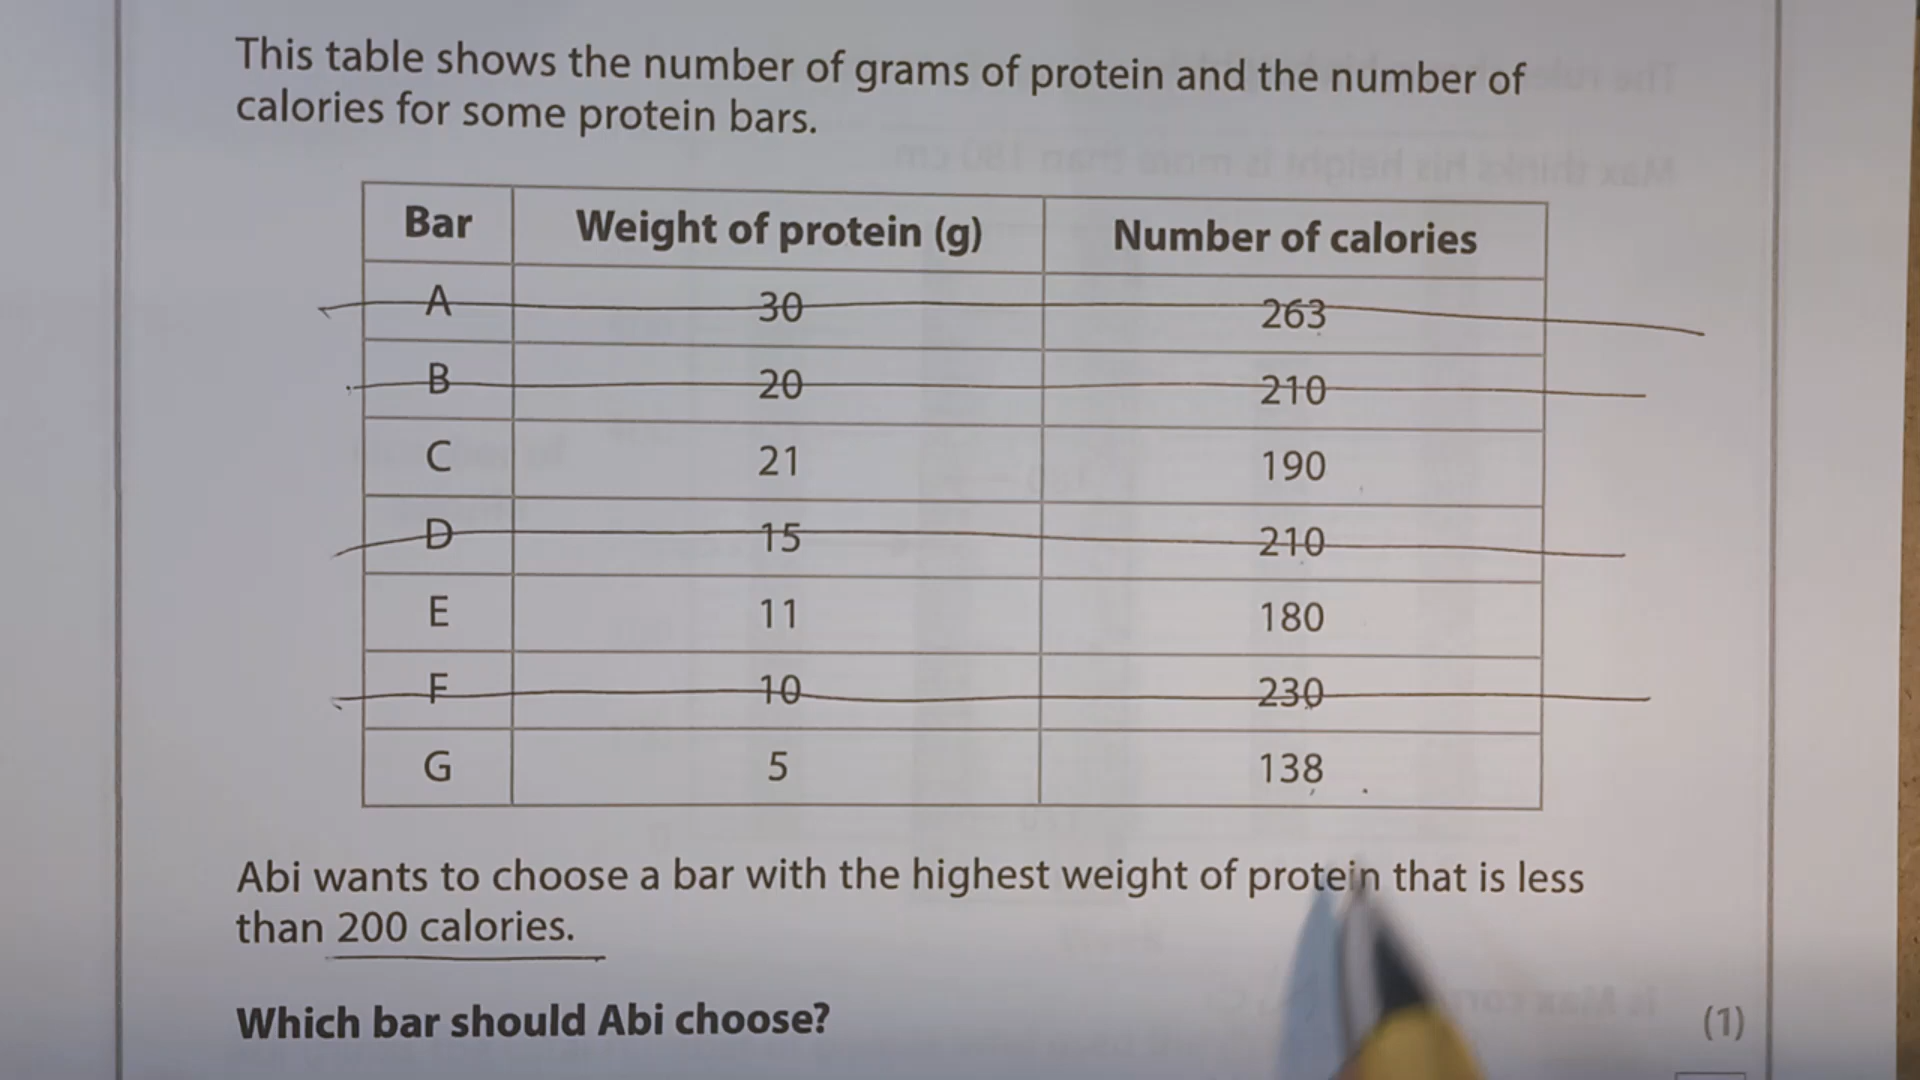 This table shows the number of grams of protein and the number of
calories for some protein bars.
Bar Weight of protein (g) Number of calories
A 30 263
B 20 210
C 21 190
D 15 210
E 11 180
F 10 230
G 5 138
Abi wants to choose a bar with the highest weight of protein that is less
than 200 calories.
Which bar should Abi choose?
(1)